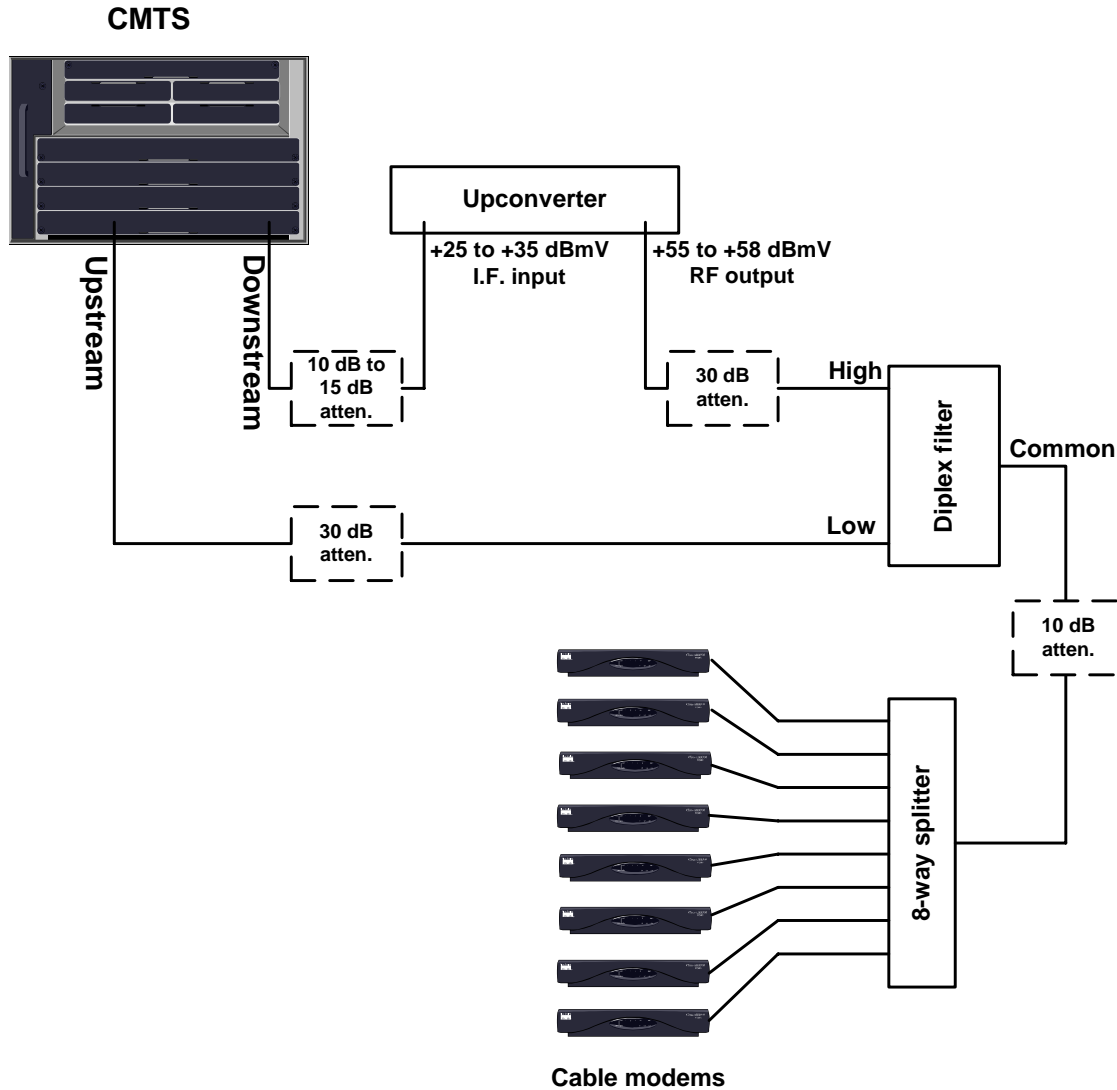 CMTS
Upconverter
+25 to +35 dBmV
I.F. input
+55 to +58 dBmV
RF output
Upstream
Downstream
10 dB to
15 dB
atten.
30 dB
atten.
High
Diplex filter
Common
30 dB
atten.
Low
10 dB
atten.
8-way splitter
Cable modems